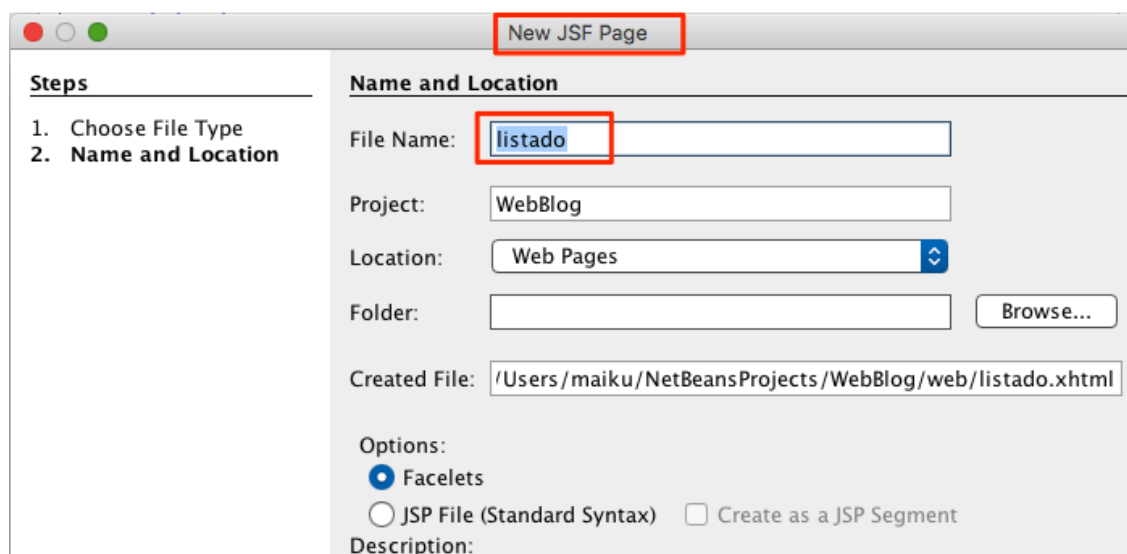 New JSF Page
Steps
1. Choose File Type
2. Name and Location
Name and Location
File Name: listado
Project: WebBlog
Location: Web Pages
Folder: Browse...
Created File: /Users/maiku/NetBeansProjects/WebBlog/web/listado.xhtml
Options:
Facelets
JSP File (Standard Syntax) Create as a JSP Segment
Description: